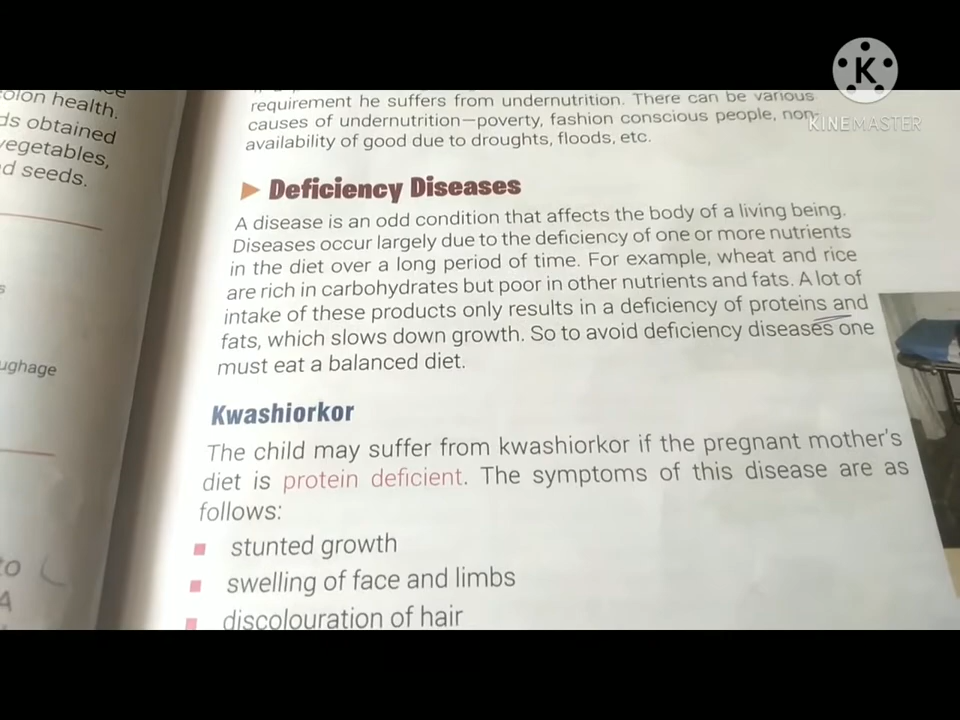 olon health.
ds obtained
vegetables,
d seeds.
ughage
to
A
requirement he suffers from undernutrition. There can be various
causes of undernutrition—poverty, fashion conscious people, non
availability of good due to droughts, floods, etc.
Deficiency Diseases
A disease is an odd condition that affects the body of a living being.
Diseases occur largely due to the deficiency of one or more nutrients
in the diet over a long period of time. For example, wheat and rice
are rich in carbohydrates but poor in other nutrients and fats. A lot of
intake of these products only results in a deficiency of proteins and
fats, which slows down growth. So to avoid deficiency diseases one
must eat a balanced diet.
Kwashiorkor
The child may suffer from kwashiorkor if the pregnant mother's
diet is protein deficient. The symptoms of this disease are as
follows:
stunted growth
swelling of face and limbs
discolouration of hair
K
KINEMASTER